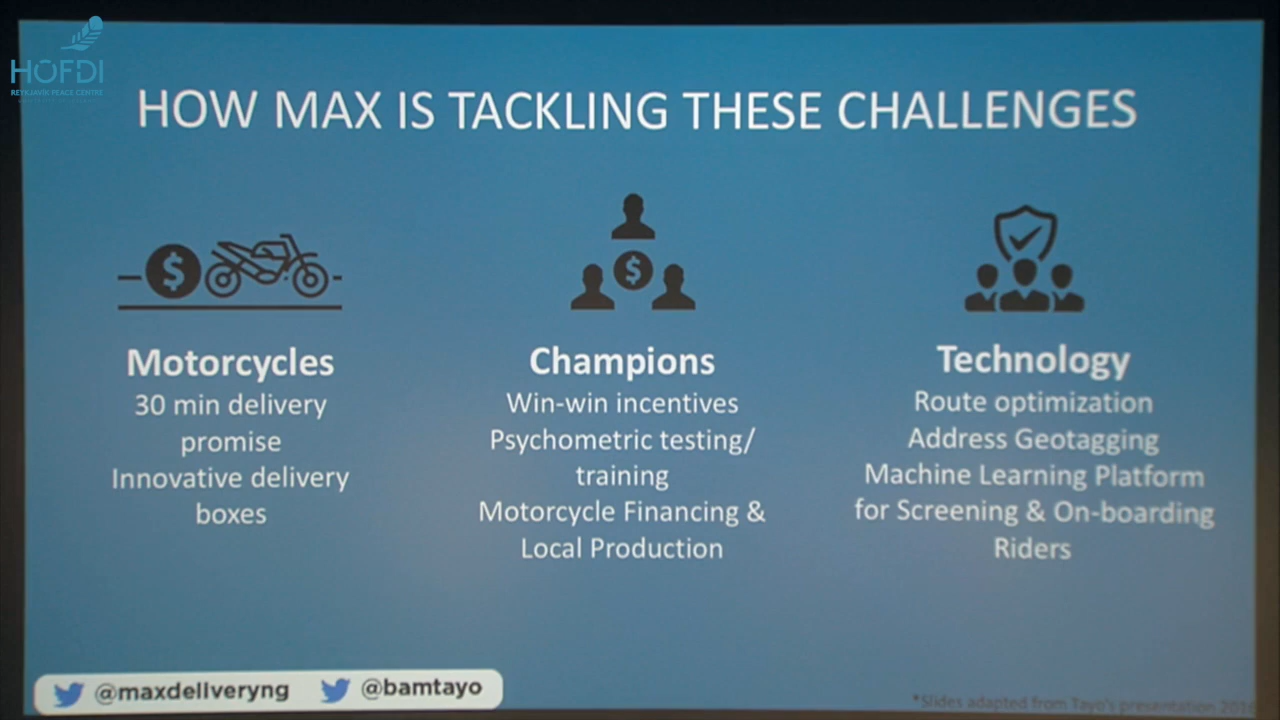 HÖFDI
REYKJAVÍK PEACE CENTRE
HOW MAX IS TACKLING THESE CHALLENGES
Motorcycles
30 min delivery
promise
Innovative delivery
boxes
Champions
Win-win incentives
Psychometric testing/
training
Motorcycle Financing &
Local Production
Technology
Route optimization
Address Geotagging
Machine Learning Platform
for Screening & On-boarding
Riders
@maxdeliveryng @bamtayo
*Slides adapted from Tayo's presentation